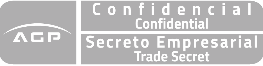 AGP
Confidencial
Confidential
Secreto Empresarial
Trade Secret